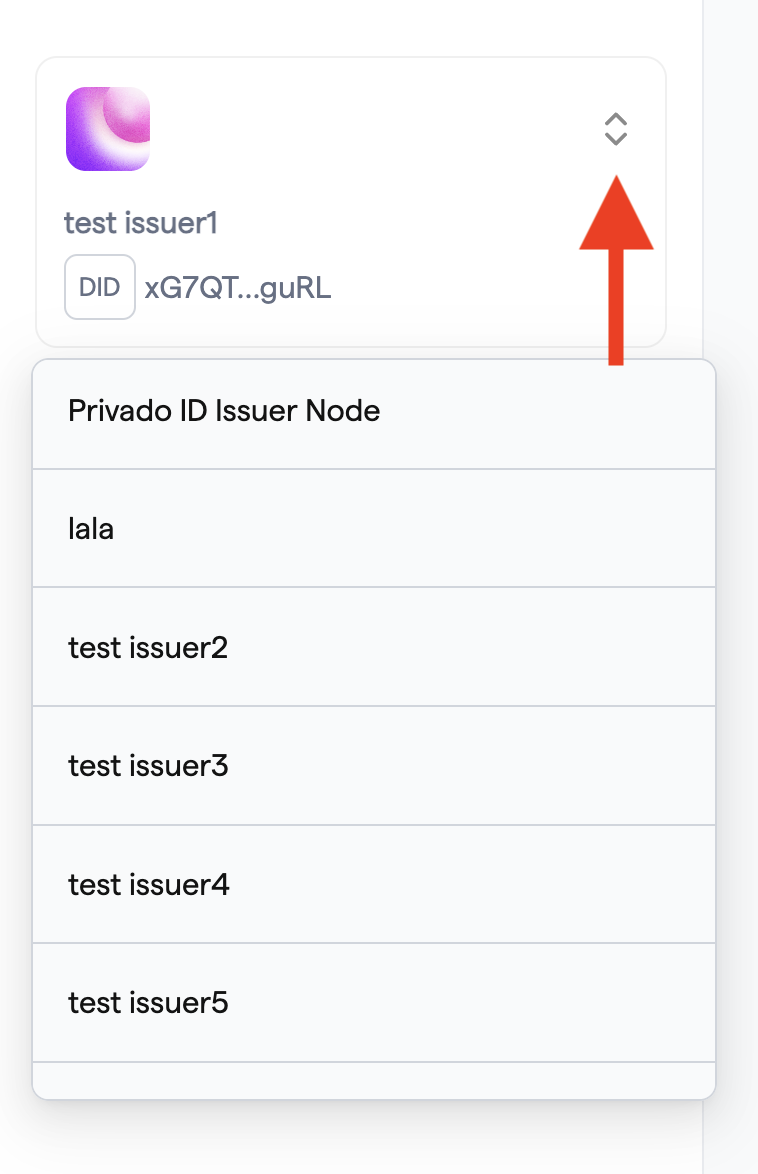 test issuer1
DID xG7QT...guRL
Privado ID Issuer Node
lala
test issuer2
test issuer3
test issuer4
test issuer5